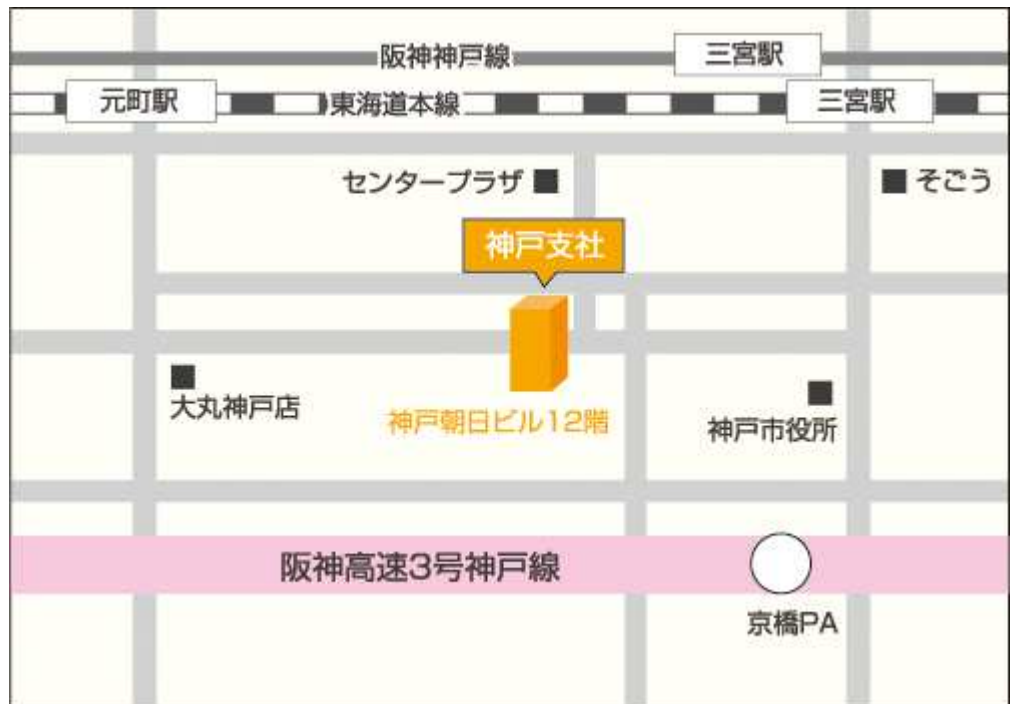 阪神神戸線
三宮駅
元町駅
東海道本線
三宮駅
センタープラザ
そごう
神戸支社
大丸神戸店
神戸朝日ビル12階
神戸市役所
阪神高速3号神戸線
京橋PA